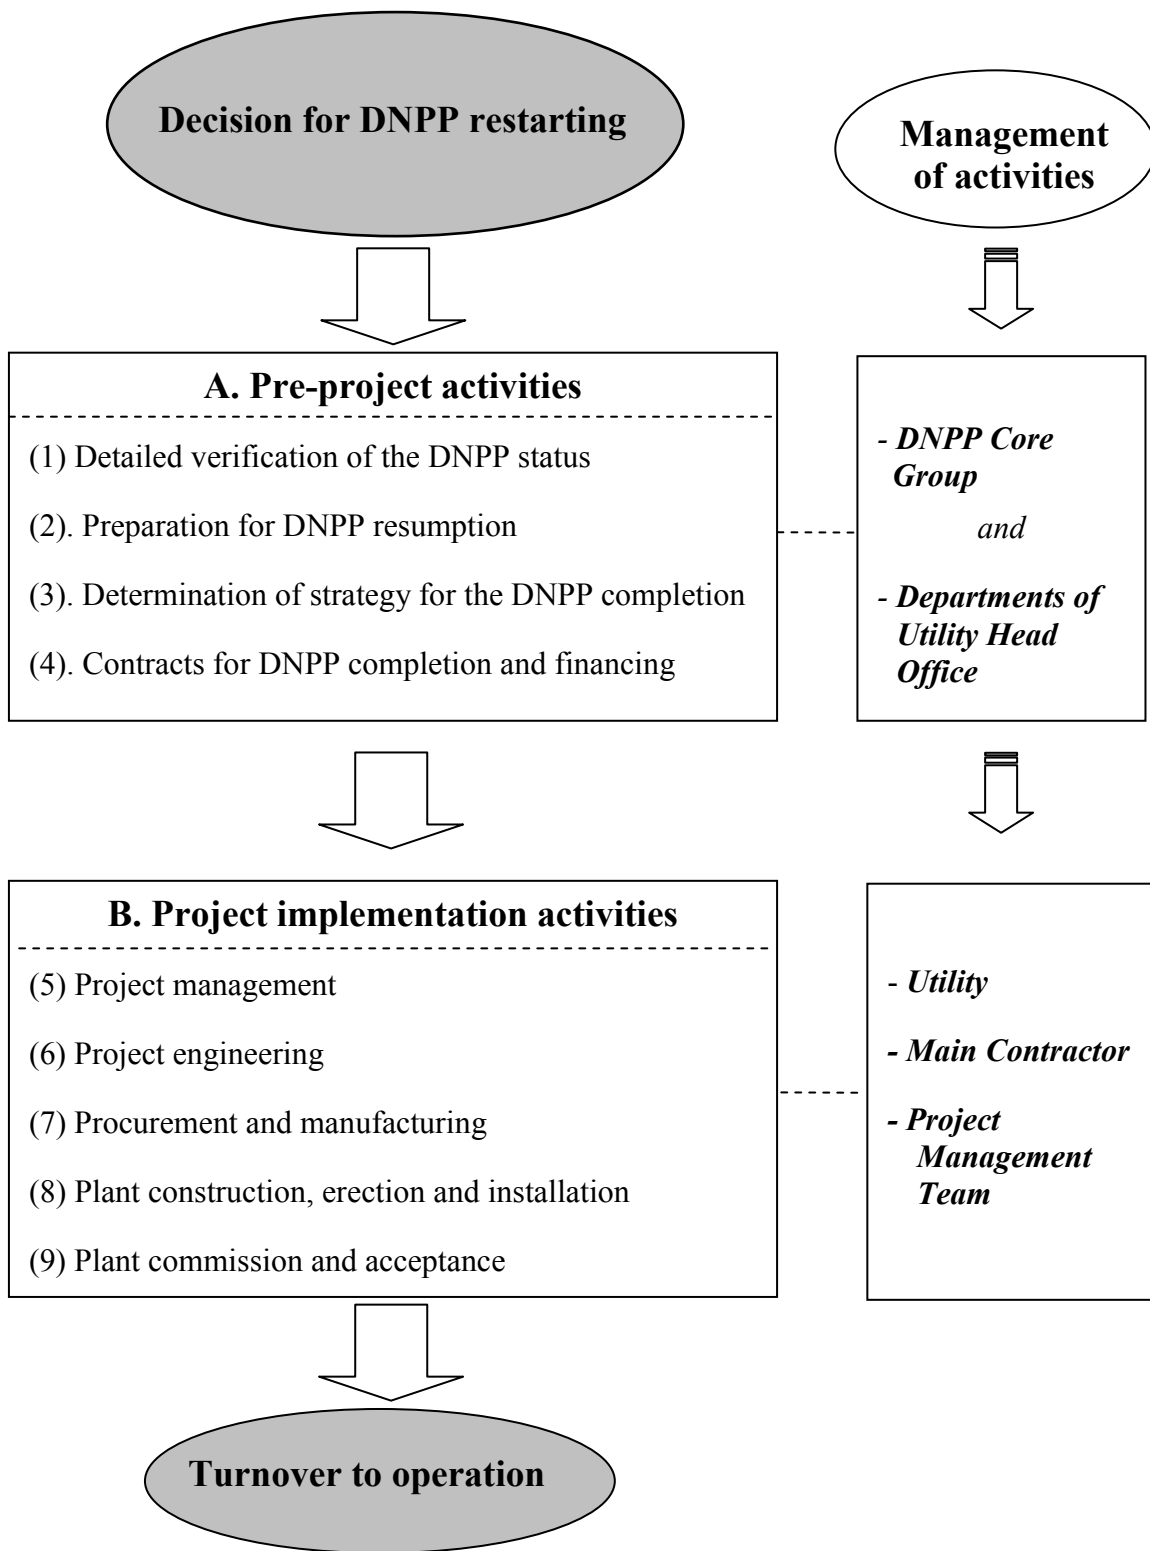 Decision for DNPP restarting
Management
of activities
A. Pre-project activities
(1) Detailed verification of the DNPP status
(2). Preparation for DNPP resumption
(3). Determination of strategy for the DNPP completion
(4). Contracts for DNPP completion and financing
- DNPP Core
Group
and
- Departments of
Utility Head
Office
B. Project implementation activities
(5) Project management
(6) Project engineering
(7) Procurement and manufacturing
(8) Plant construction, erection and installation
(9) Plant commission and acceptance
- Utility
- Main Contractor
- Project
Management
Team
Turnover to operation